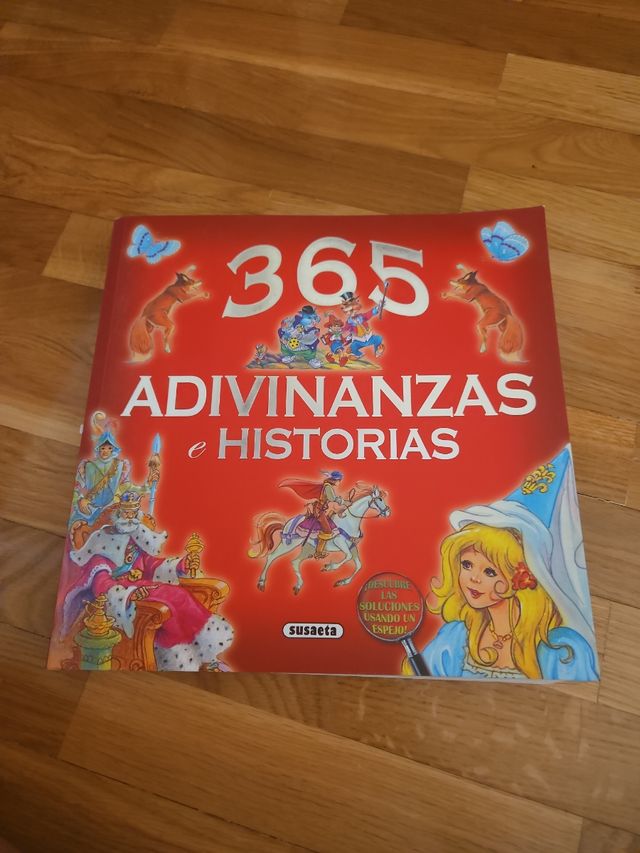 365
ADIVINANZAS
e HISTORIAS
¡DESCUBRE
LAS
SOLUCIONES
USANDO UN
ESPEJO!
susaeta